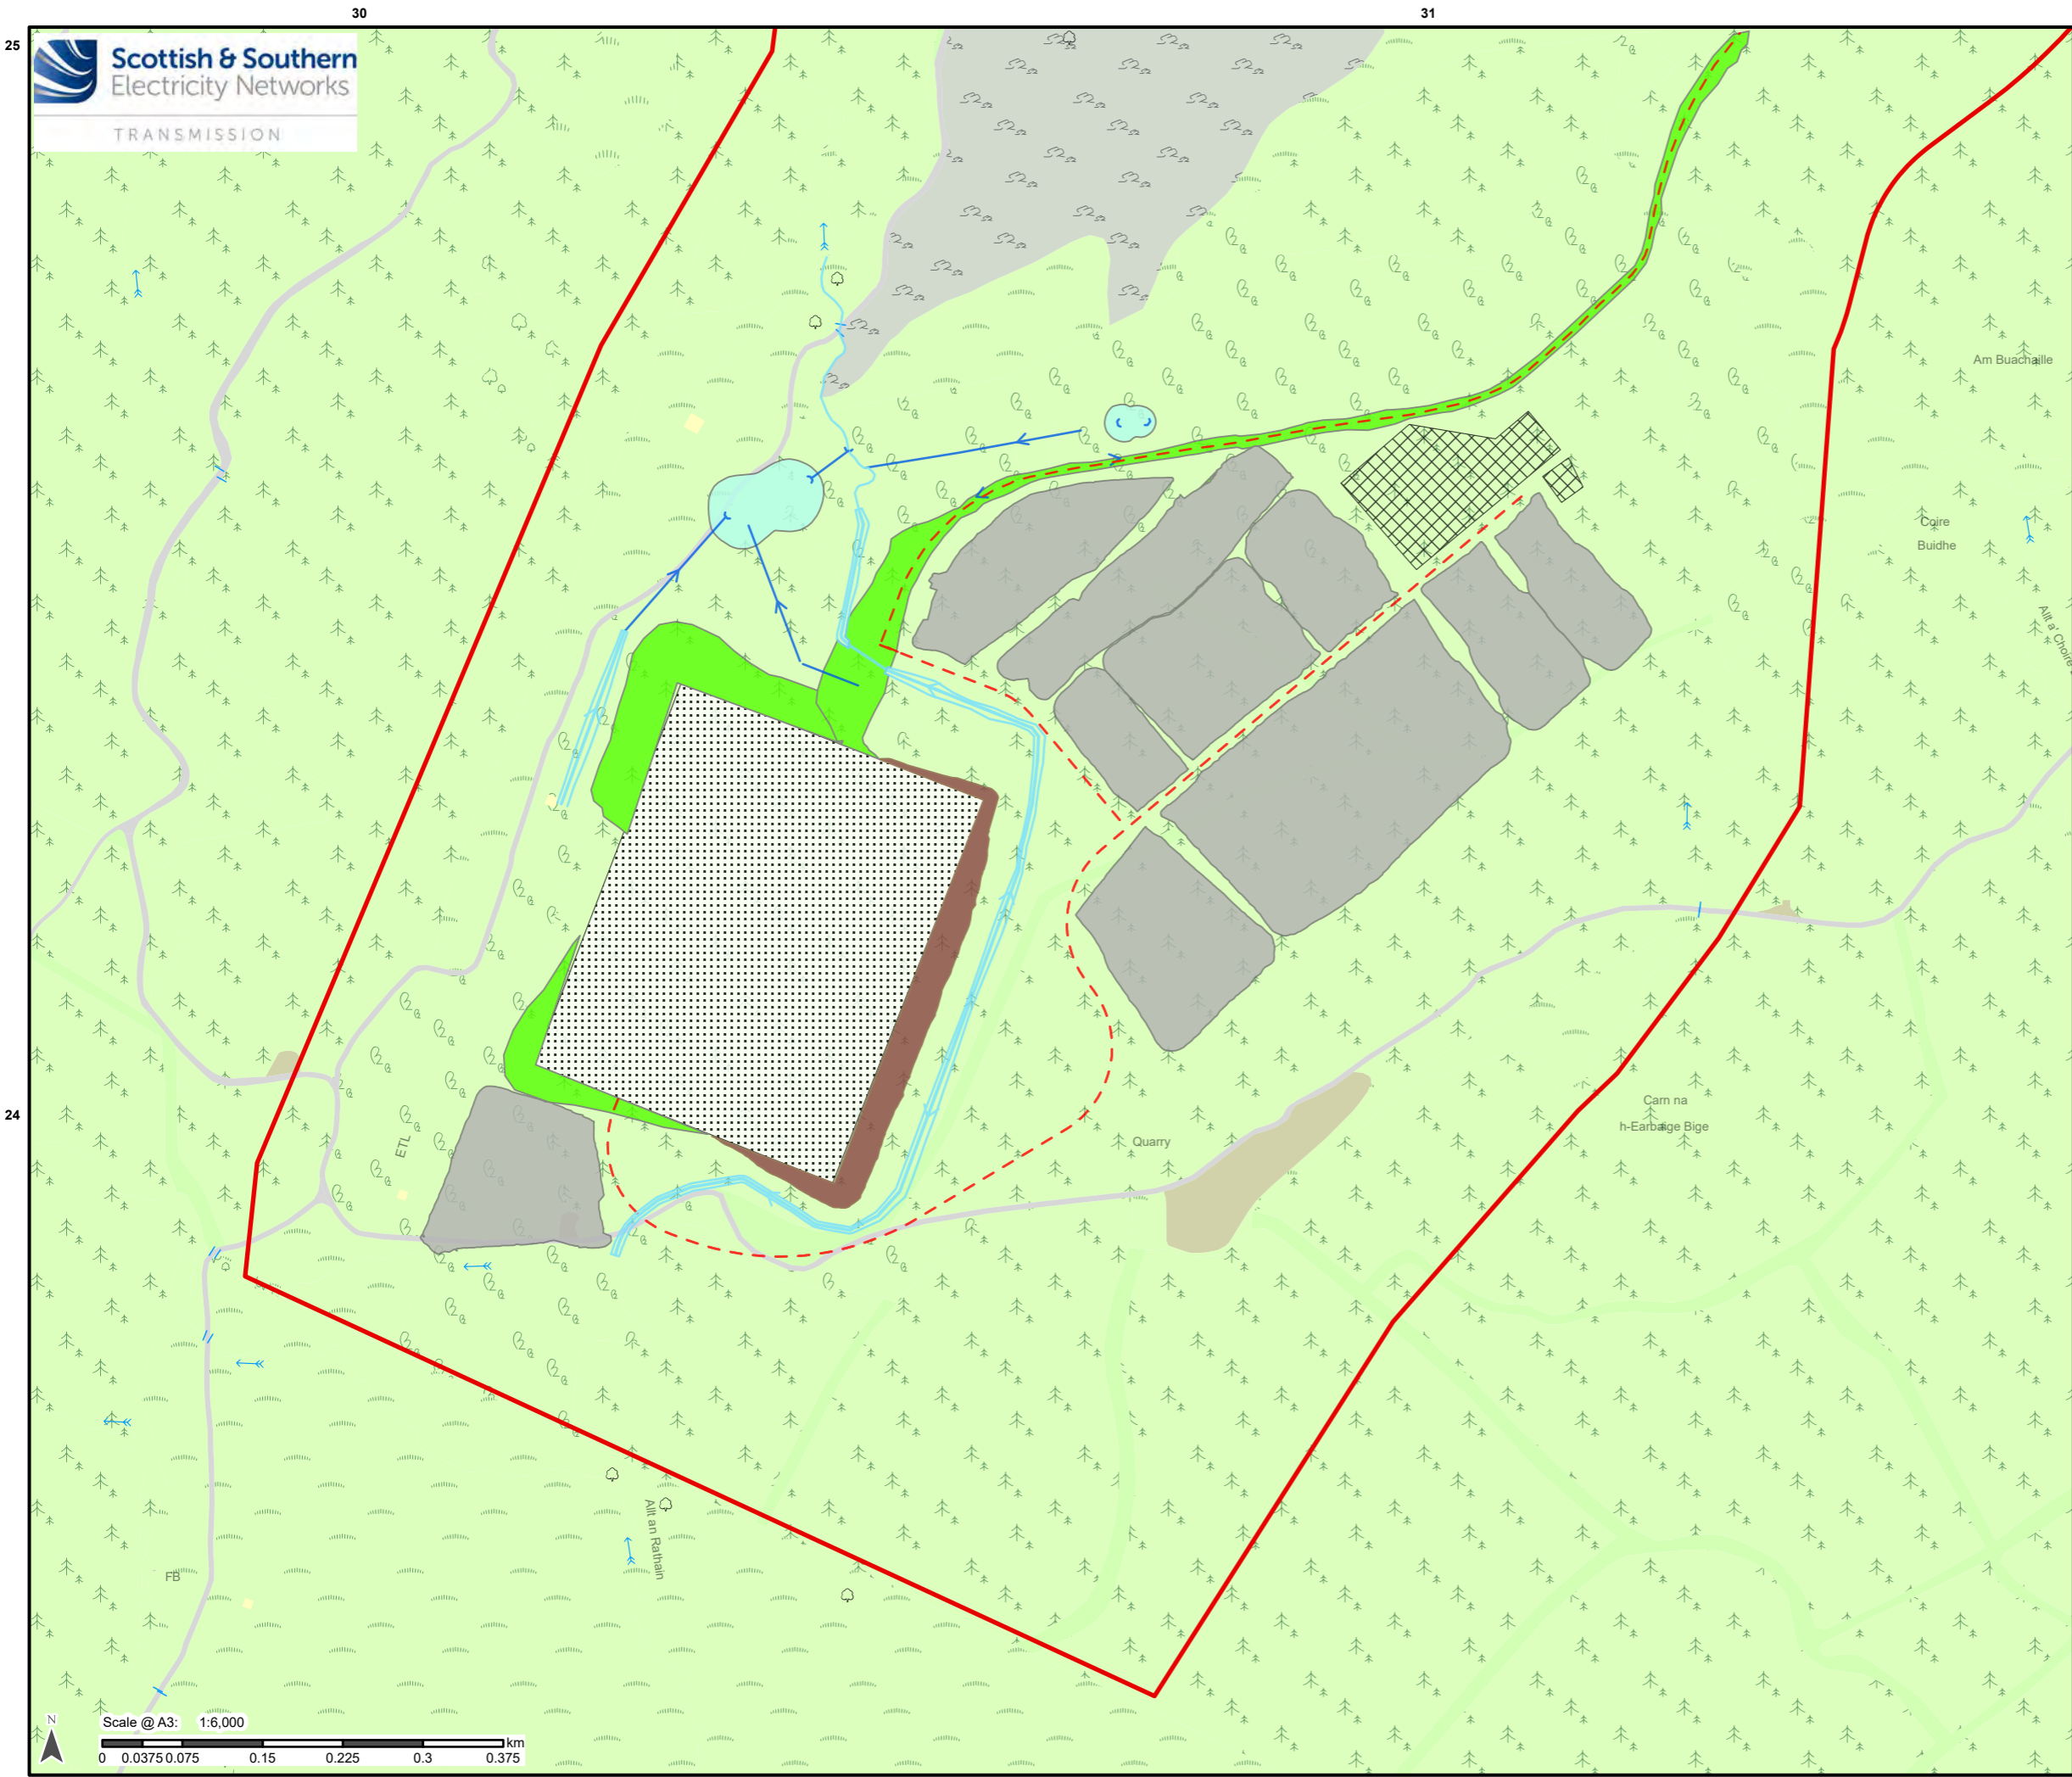 30
31
25
Scottish & Southern
Electricity Networks
TRANSMISSION
Am Buachaille
Coire
Buidhe
Allt a' Choire
24
Carn na
h-Earbaige Bige
Quarry
ETL
Allt an Rathain
FB
N
Scale @ A3: 1:6,000
km
0 0.0375 0.075 0.15 0.225 0.3 0.375